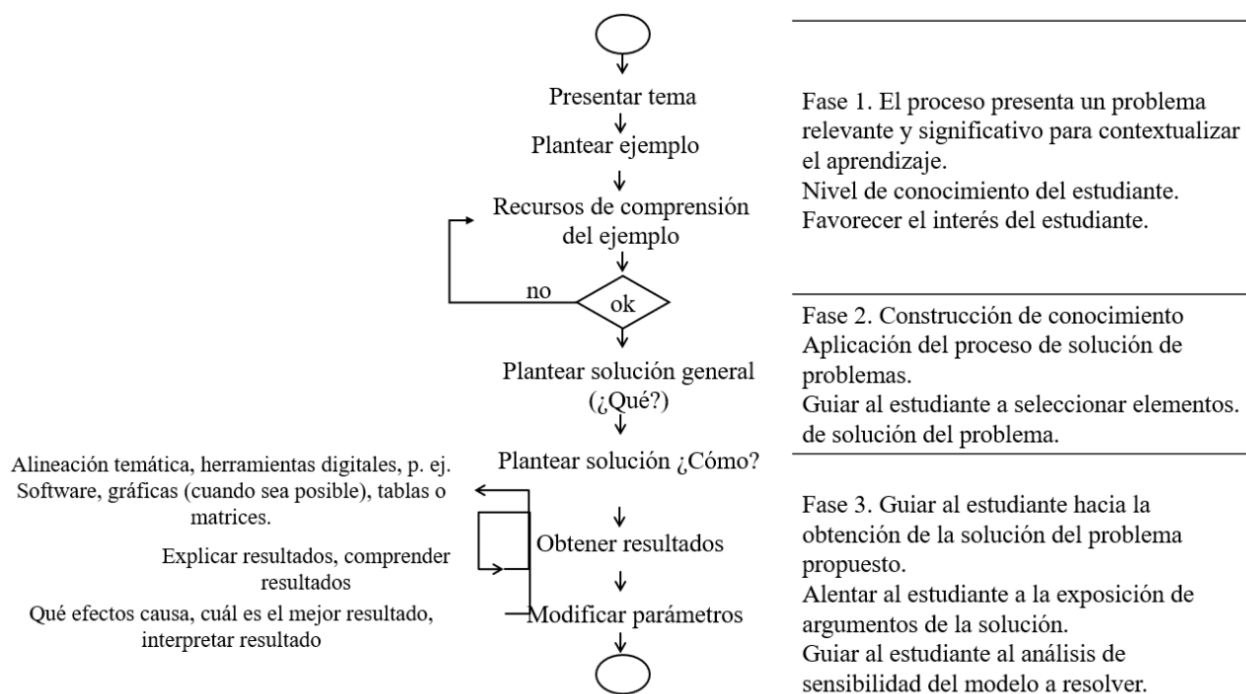 Presentar tema
Plantear ejemplo
Recursos de comprensión
del ejemplo
no
ok
Plantear solución general
(¿Qué?)
Plantear solución ¿Cómo?
Obtener resultados
Modificar parámetros
Alineación temática, herramientas digitales, p. ej.
Software, gráficas (cuando sea posible), tablas o
matrices.
Explicar resultados, comprender
resultados
Qué efectos causa, cuál es el mejor resultado,
interpretar resultado
Fase 1. El proceso presenta un problema
relevante y significativo para contextualizar
el aprendizaje.
Nivel de conocimiento del estudiante.
Favorecer el interés del estudiante.
Fase 2. Construcción de conocimiento
Aplicación del proceso de solución de
problemas.
Guiar al estudiante a seleccionar elementos.
de solución del problema.
Fase 3. Guiar al estudiante hacia la
obtención de la solución del problema
propuesto.
Alentar al estudiante a la exposición de
argumentos de la solución.
Guiar al estudiante al análisis de
sensibilidad del modelo a resolver.